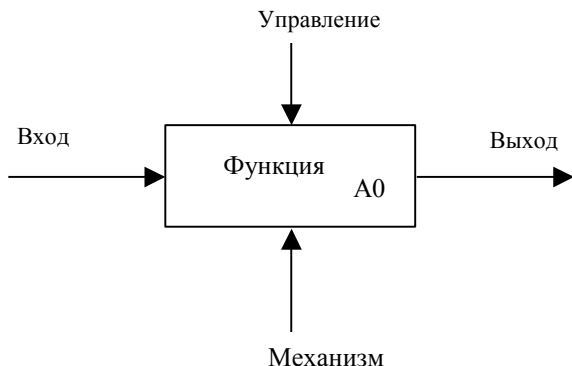 Управление
Вход
Выход
Функция
A0
Механизм